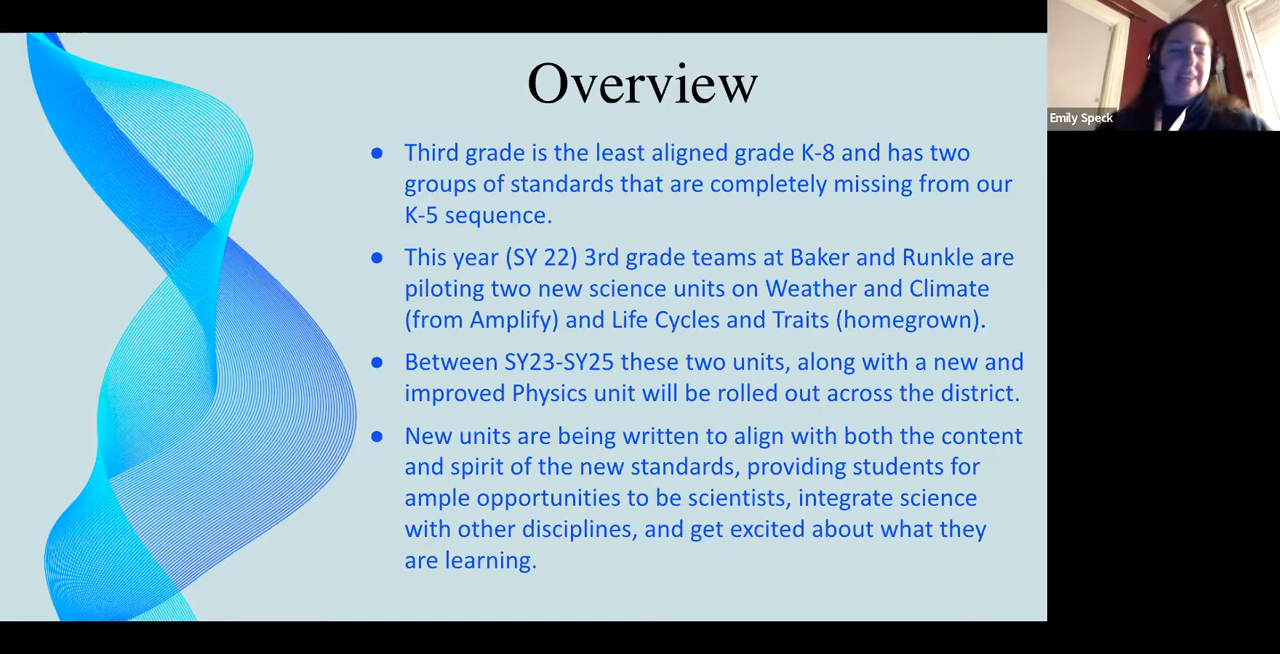 Overview
Emily Speck
● Third grade is the least aligned grade K-8 and has two
groups of standards that are completely missing from our
K-5 sequence.
● This year (SY 22) 3rd grade teams at Baker and Runkle are
piloting two new science units on Weather and Climate
(from Amplify) and Life Cycles and Traits (homegrown).
● Between SY23-SY25 these two units, along with a new and
improved Physics unit will be rolled out across the district.
● New units are being written to align with both the content
and spirit of the new standards, providing students for
ample opportunities to be scientists, integrate science
with other disciplines, and get excited about what they
are learning.